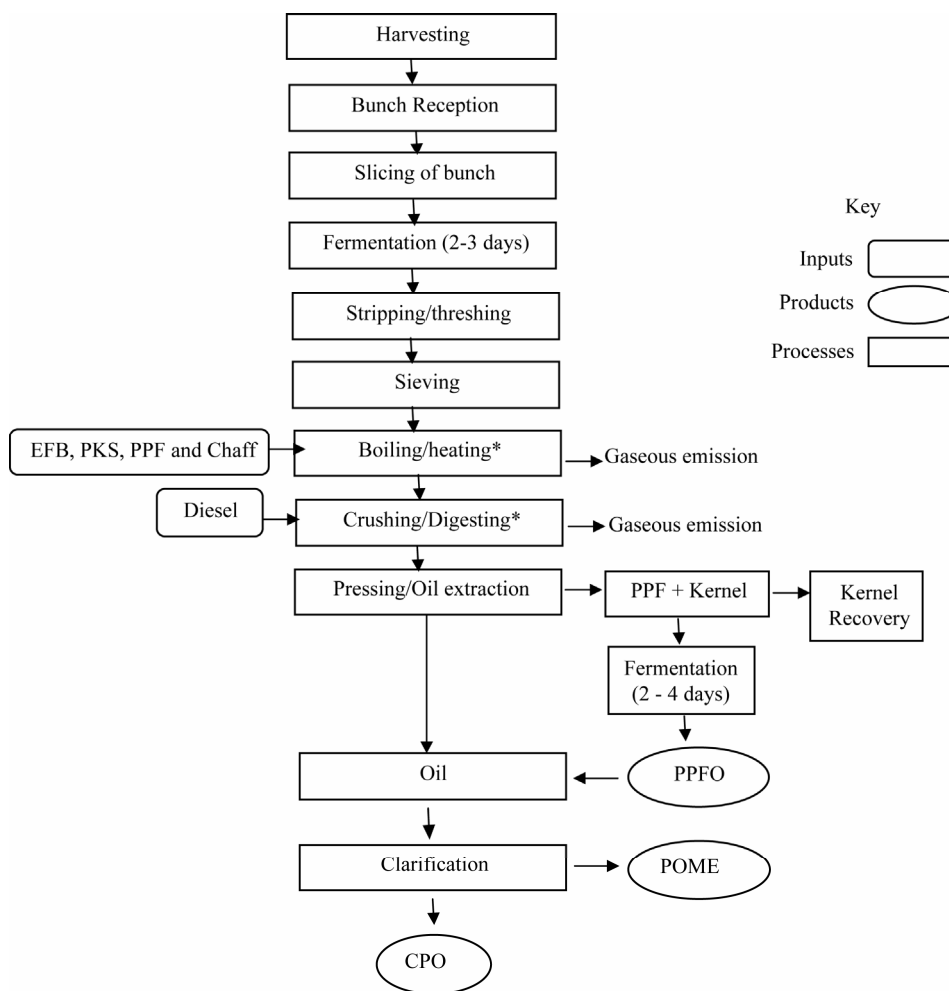 Harvesting
Bunch Reception
Slicing of bunch
Fermentation (2-3 days)
Stripping/threshing
Sieving
Key
Inputs
Products
Processes
EFB, PKS, PPF and Chaff
Boiling/heating*
Gaseous emission
Diesel
Crushing/Digesting*
Gaseous emission
Pressing/Oil extraction
PPF + Kernel
Kernel
Recovery
Fermentation
(2 - 4 days)
Oil
PPFO
Clarification
POME
CPO